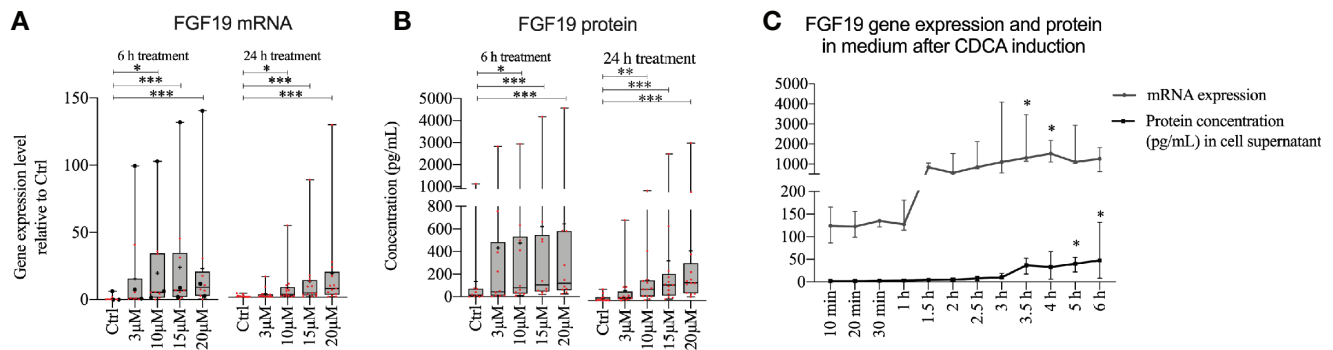 A
FGF19 mRNA
6 h treatment
*
***
***
24 h treatment
*
***
***
150
100
50
0
Gene expression level
relative to Ctrl
Ctrl
3µM
10µM
15µM
20µM
Ctrl
3µM
10µM
15µM
20µM
B
FGF19 protein
6 h treatment
*
***
***
24 h treatment
**
***
***
5000
4000
3000
2000
1000
800
600
400
200
0
Concentration (pg/mL)
Ctrl
3µM
10µM
15µM
20µM
Ctrl
3µM
10µM
15µM
20µM
C
FGF19 gene expression and protein
in medium after CDCA induction
5000
4000
3000
2000
1000
200
150
100
50
0
*
*
*
*
mRNA expression
Protein concentration
(pg/mL) in cell supernatant
10 min
20 min
30 min
1 h
1.5 h
2 h
2.5 h
3 h
3.5 h
4 h
5 h
6 h